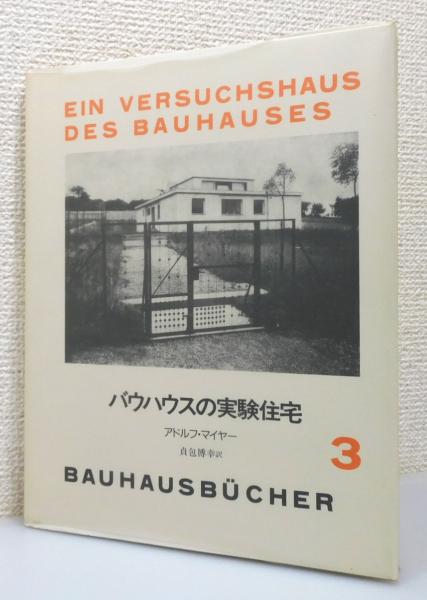 EIN VERSUCHSHAUS
DES BAUHAUSES
バウハウスの実験住宅
アドルフ・マイヤー
貞包博幸訳
3
BAUHAUSBÜCHER